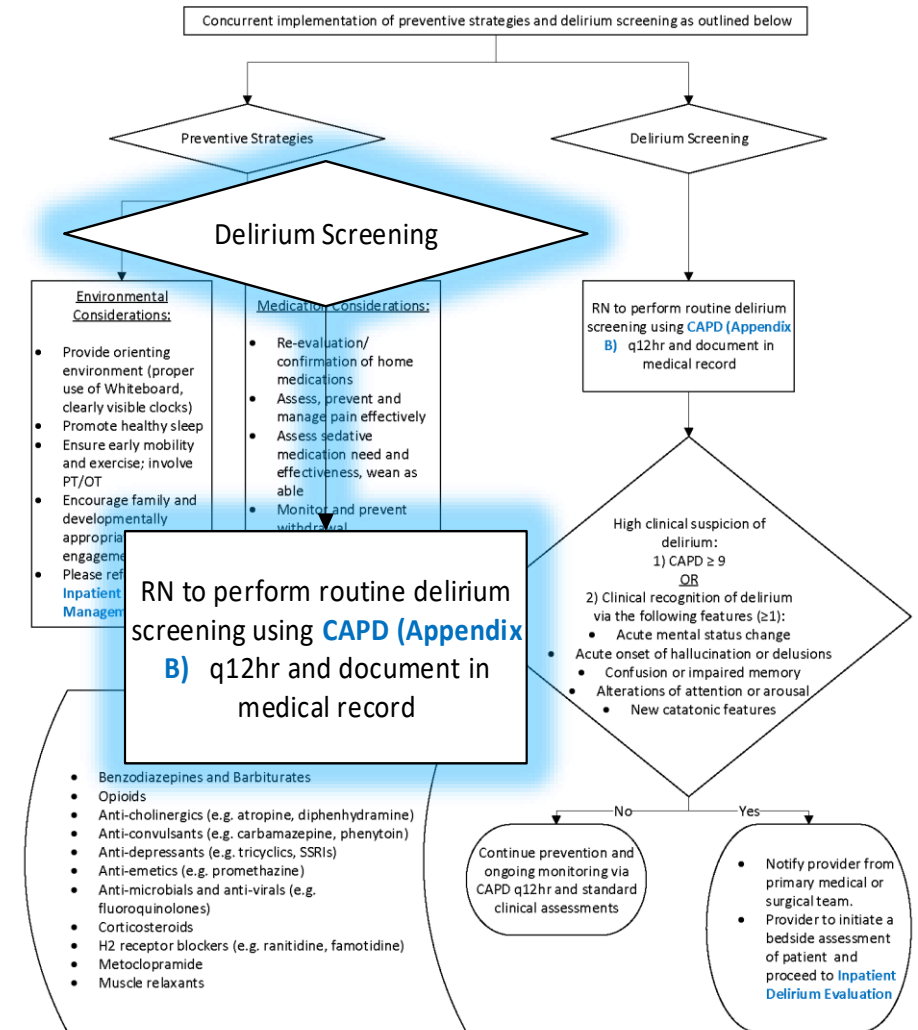 Concurrent implementation of preventive strategies and delirium screening as outlined below
Preventive Strategies
Delirium Screening
Delirium Screening
Environmental
Considerations:
• Provide orienting
environment (proper
use of Whiteboard,
clearly visible clocks)
• Promote healthy sleep
• Ensure early mobility
and exercise; involve
PT/OT
• Encourage family and
developmentally
engagem
• Please
Inpatient
Medication Considerations:
• Re-evaluation/
confirmation of home
medications
• Assess, prevent and
manage pain effectively
• Assess sedative
medication need and
effectiveness, wean as
able
• Monitor and prevent
withdrawal
RN to perform routine delirium
screening using CAPD (Appendix
B) q12hr and document in
medical record
• Benzodiazepines and Barbiturates
• Opioids
• Anti-cholinergics (e.g. atropine, diphenhydramine)
• Anti-convulsants (e.g. carbamazepine, phenytoin)
• Anti-depressants (e.g. tricyclics, SSRIs)
• Anti-emetics (e.g. promethazine)
• Anti-microbials and anti-virals (e.g.
fluoroquinolones)
• Corticosteroids
• H2 receptor blockers (e.g. ranitidine, famotidine)
• Metoclopramide
• Muscle relaxants
RN to perform routine delirium
screening using CAPD (Appendix
B) q12hr and document in
medical record
High clinical suspicion of
delirium:
1) CAPD ≥ 9
OR
2) Clinical recognition of delirium
via the following features (≥1):
• Acute mental status change
• Acute onset of hallucination or delusions
• Confusion or impaired memory
• Alterations of attention or arousal
• New catatonic features
No
Yes
Continue prevention and
ongoing monitoring via
CAPD q12hr and standard
clinical assessments
• Notify provider from
primary medical or
surgical team.
• Provider to initiate a
bedside assessment
of patient and
proceed to Inpatient
Delirium Evaluation